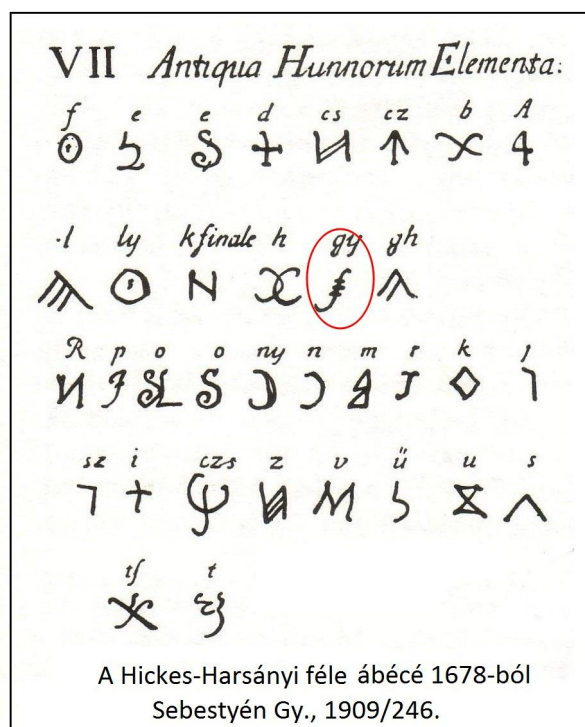 VII Antiqua Hunnorum Elementa:
f e e d cs cz b A
l ly k finale h gy gh
R p o o ny n m r k j
sz i czs z v ű u s
tſ t
A Hickes-Harsányi féle ábécé 1678-ból
Sebestyén Gy., 1909/246.